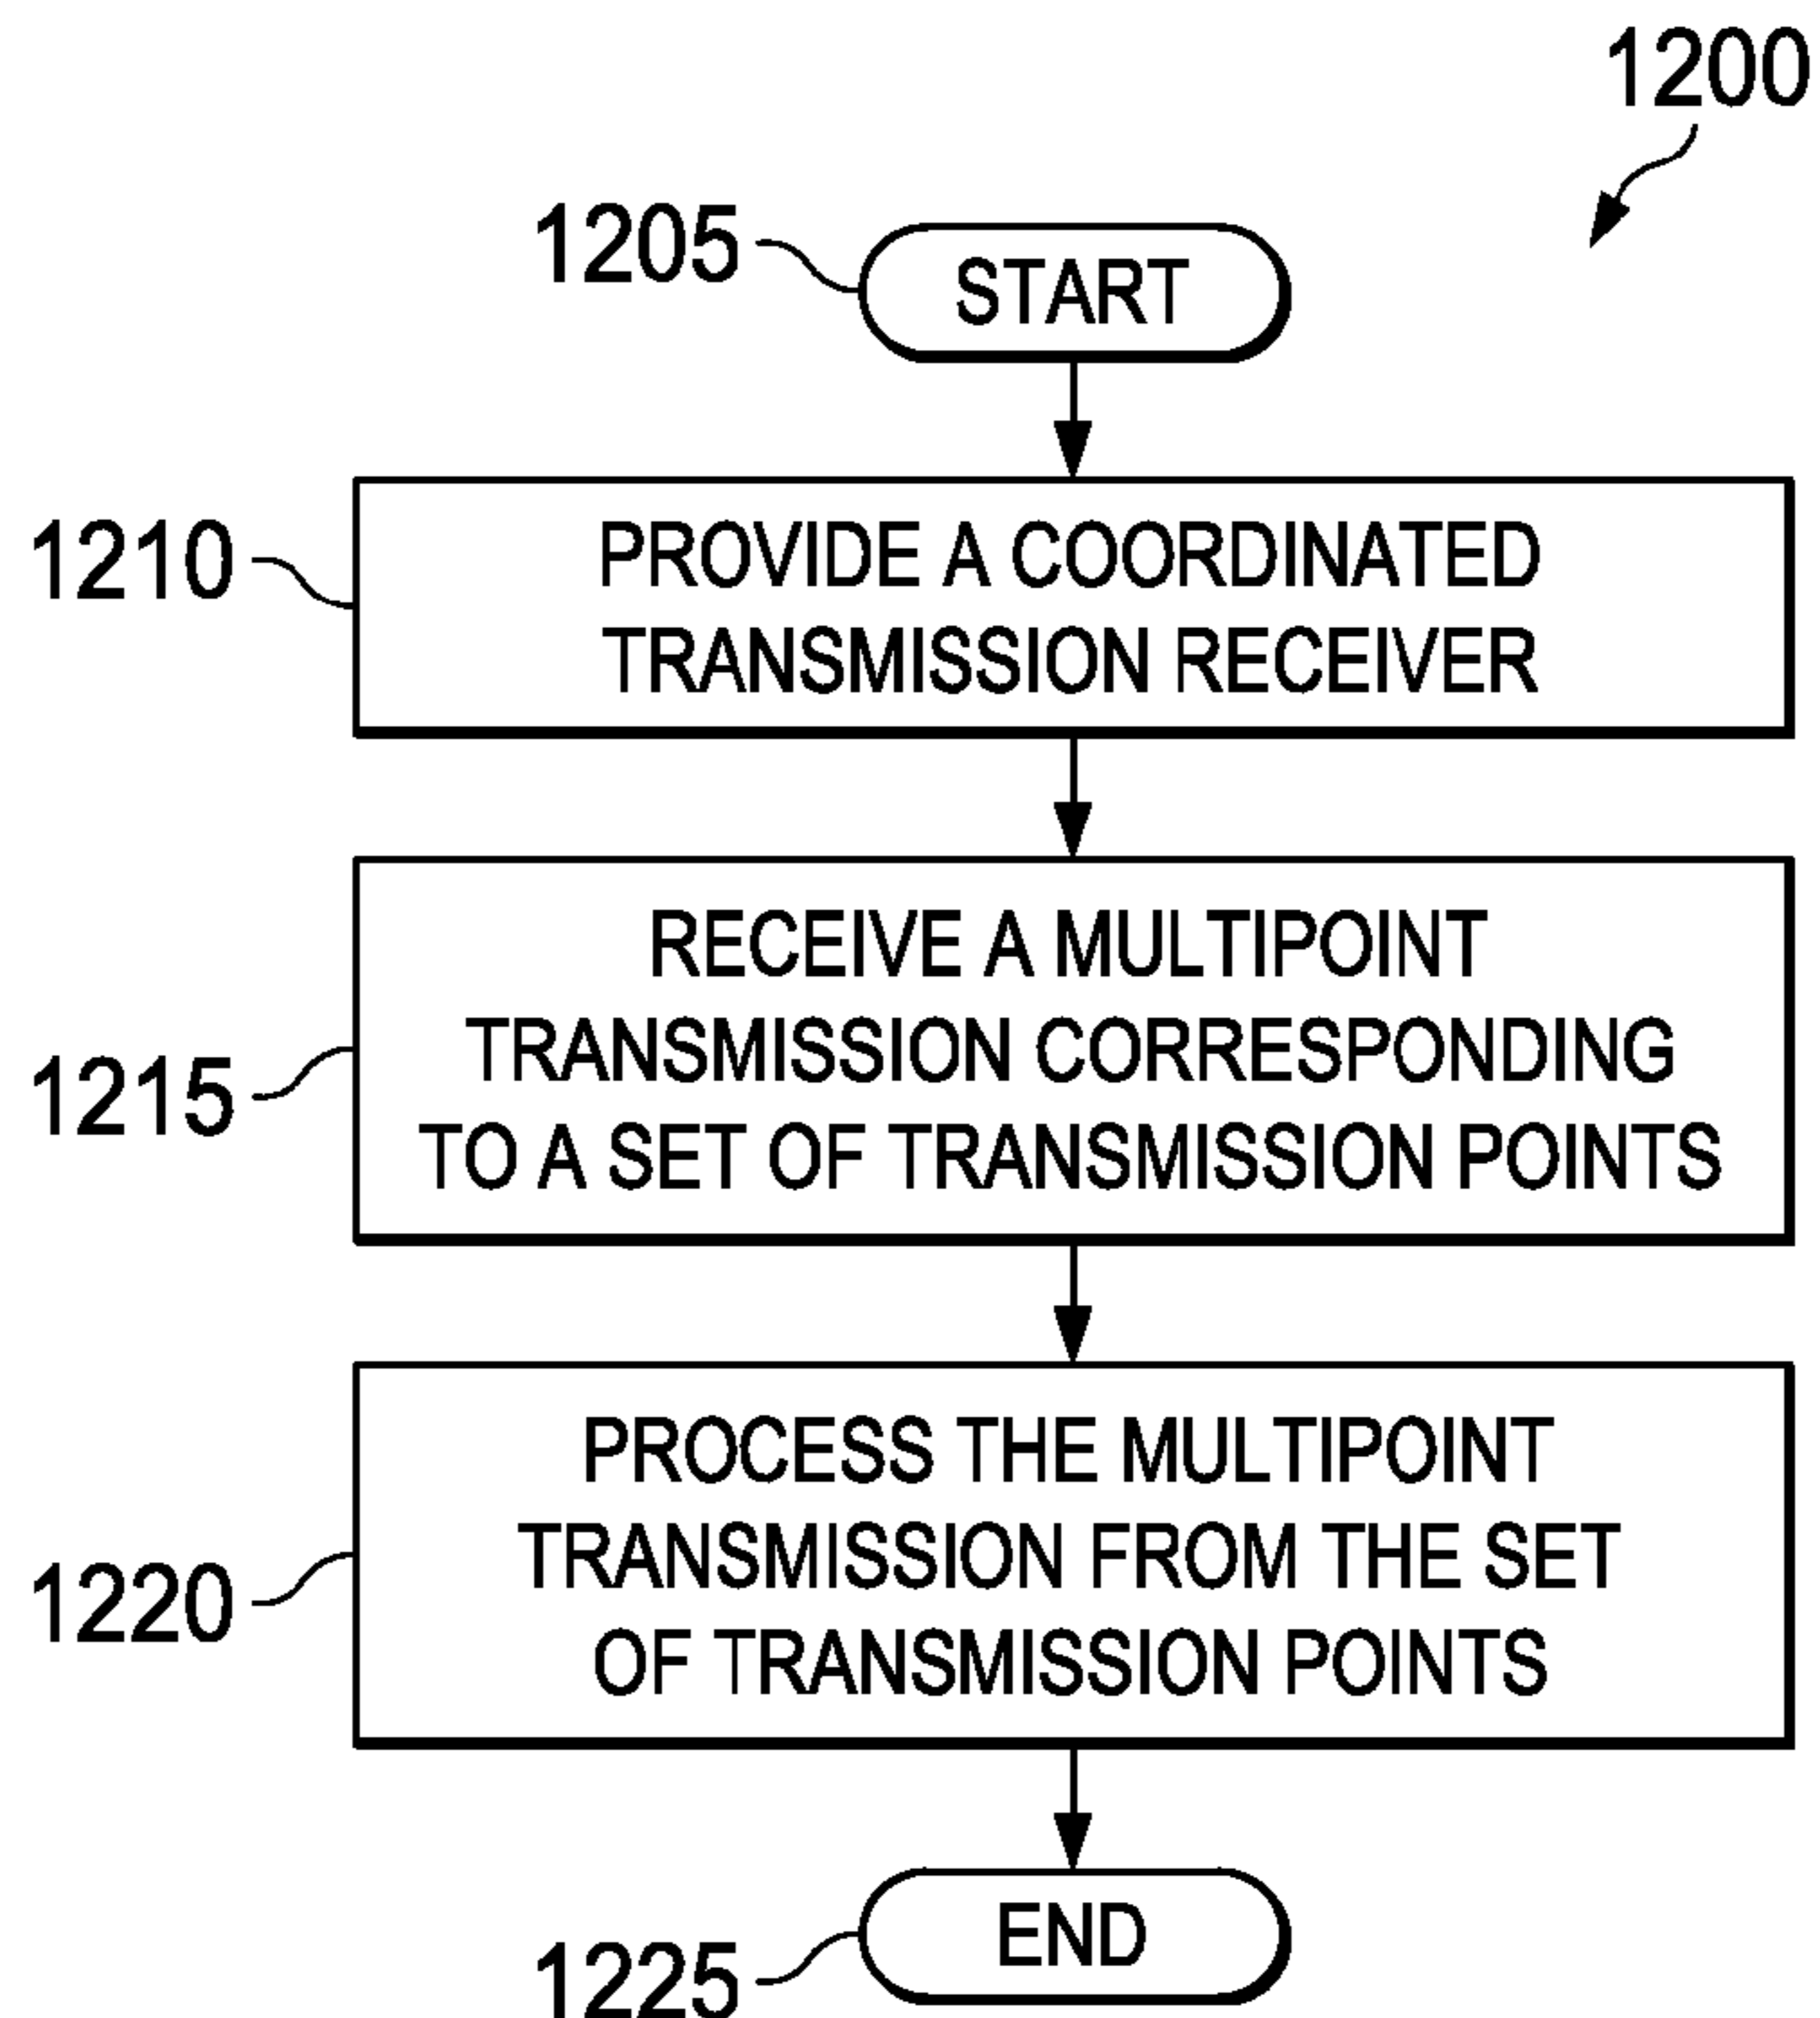 1200
1205
START
1210
PROVIDE A COORDINATED
TRANSMISSION RECEIVER
1215
RECEIVE A MULTIPOINT
TRANSMISSION CORRESPONDING
TO A SET OF TRANSMISSION POINTS
1220
PROCESS THE MULTIPOINT
TRANSMISSION FROM THE SET
OF TRANSMISSION POINTS
1225
END